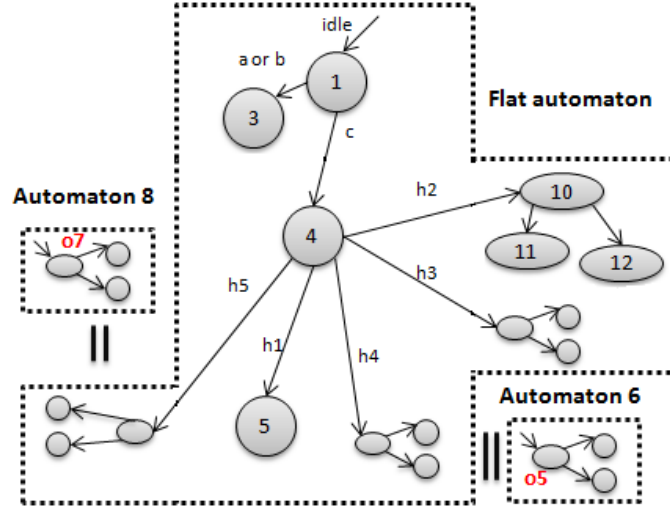 idle
a or b
1
Flat automaton
3
c
h2
10
Automaton 8
4
11
12
o7
h3
h5
h1
h4
Automaton 6
5
o5